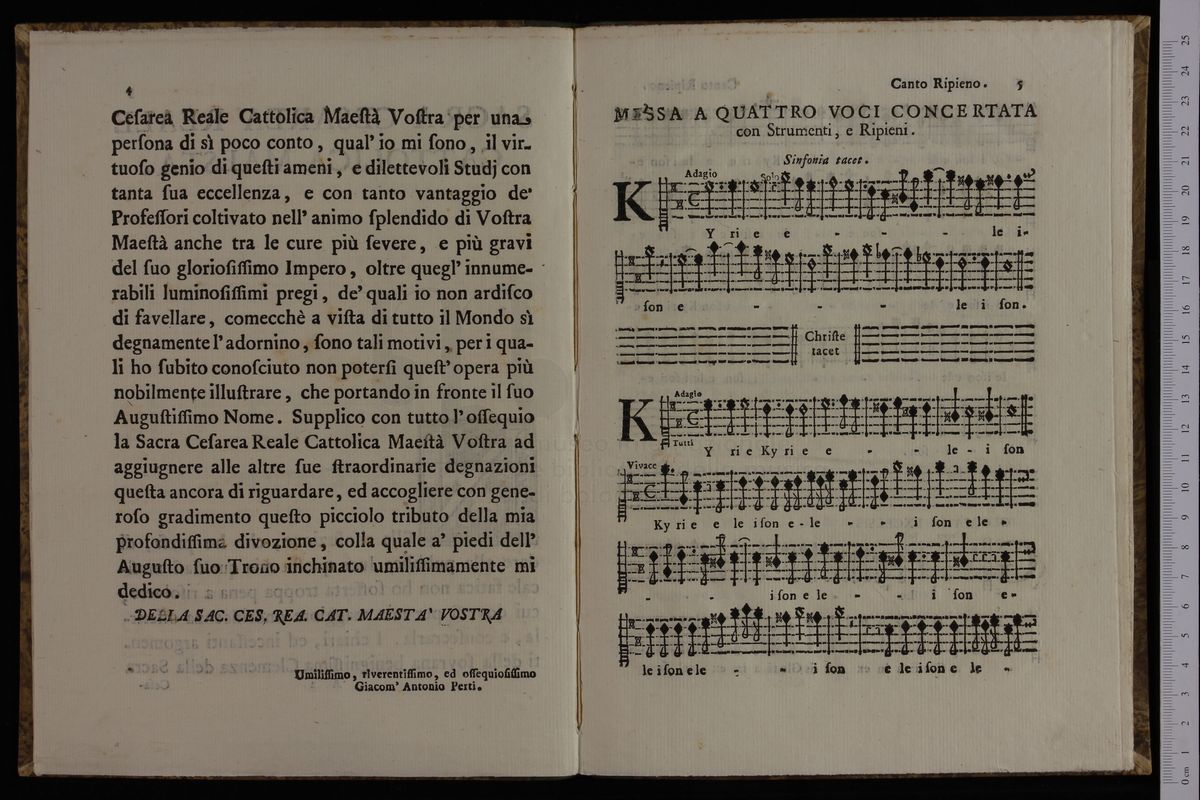 4
Ceſarea Reale Cattolica Maeſtà Voſtra per una
perſona di sì poco conto, qual' io mi ſono, il vir-
tuoſo genio di queſti ameni, e dilettevoli Studj con
tanta ſua eccellenza, e con tanto vantaggio de'
Profeſſori coltivato nell' animo ſplendido di Voſtra
Maeſtà anche tra le cure più ſevere, e più gravi
del ſuo glorioſiſſimo Impero, oltre quegl' innume-
rabili luminoſiſſimi pregi, de' quali io non ardiſco
di favellare, comecchè a viſta di tutto il Mondo sì
degnamente l' adornino, ſono tali motivi, per i qua-
li ho ſubito conoſciuto non poterſi queſt' opera più
nobilmente illuſtrare, che portando in fronte il ſuo
Auguſtiſſimo Nome. Supplico con tutto l' oſſequio
la Sacra Ceſarea Reale Cattolica Maeſtà Voſtra ad
aggiugnere alle altre ſue ſtraordinarie degnazioni
queſta ancora di riguardare, ed accogliere con gene-
roſo gradimento queſto picciolo tributo della mia
profondiſſima divozione, colla quale a' piedi dell'
Auguſto ſuo Trono inchinato umiliſſimamente mi
dedico.
DELLA SAC. CES. REA. CAT. MAESTA' VOSTRA
Umiliſſimo, riverentiſſimo, ed oſſequioſiſſimo
Giacom' Antonio Perti.
Canto Ripieno. 5
MESSA A QUATTRO VOCI CONCERTATA
con Strumenti, e Ripieni.
Sinfonia tacet.
Adagio Solo
K Y ri e e - - - le i-
ſon e - - - le i ſon.
Chriſte
tacet
Adagio
K Tutti
Y ri e Ky ri e e - - le - i ſon
Vivace
Ky ri e e le i ſon e - le - - i ſon e le -
- - i ſon e le - - i ſon e-
le i ſon e le - - i ſon e le i ſon e le -